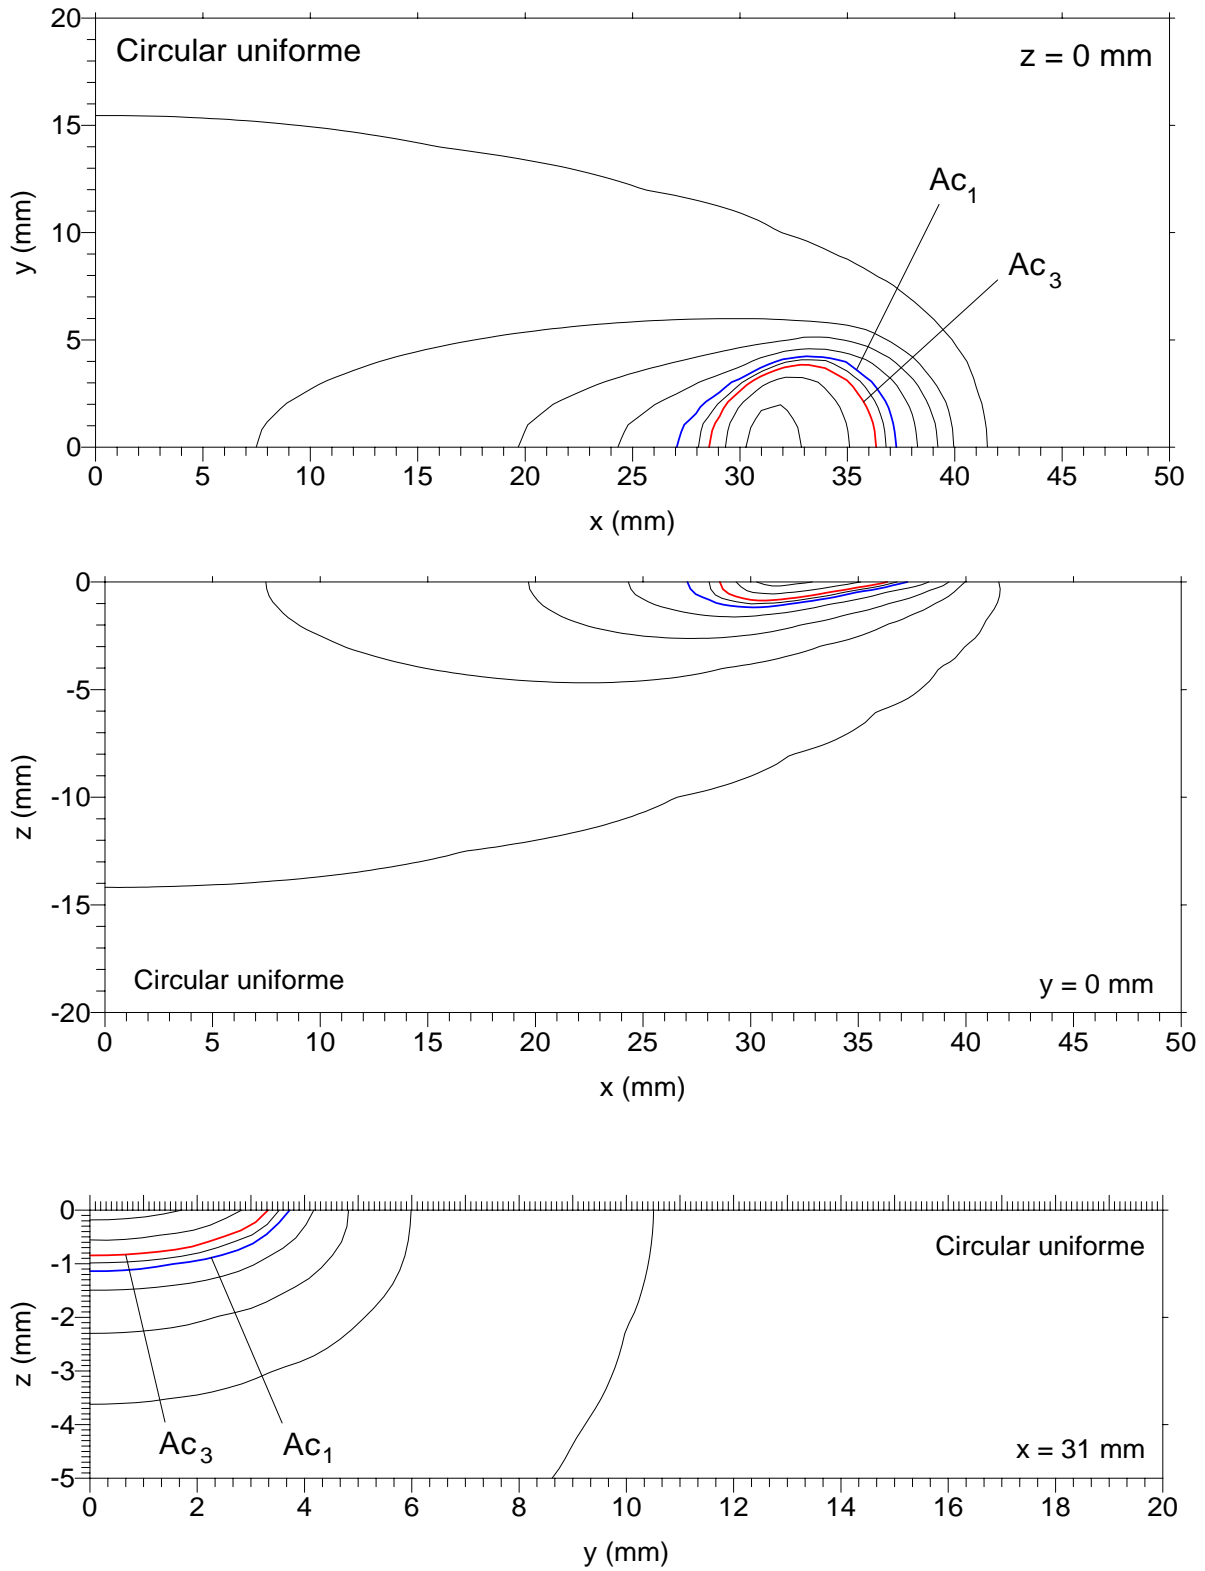 20
Circular uniforme
z = 0 mm
15
Ac1
10
Ac3
y (mm)
5
0
0 5 10 15 20 25 30 35 40 45 50
x (mm)
0
-5
z (mm)
-10
-15
Circular uniforme
y = 0 mm
-20
0 5 10 15 20 25 30 35 40 45 50
x (mm)
0
Circular uniforme
-1
-2
z (mm)
-3
-4
Ac3 Ac1
x = 31 mm
-5
0 2 4 6 8 10 12 14 16 18 20
y (mm)